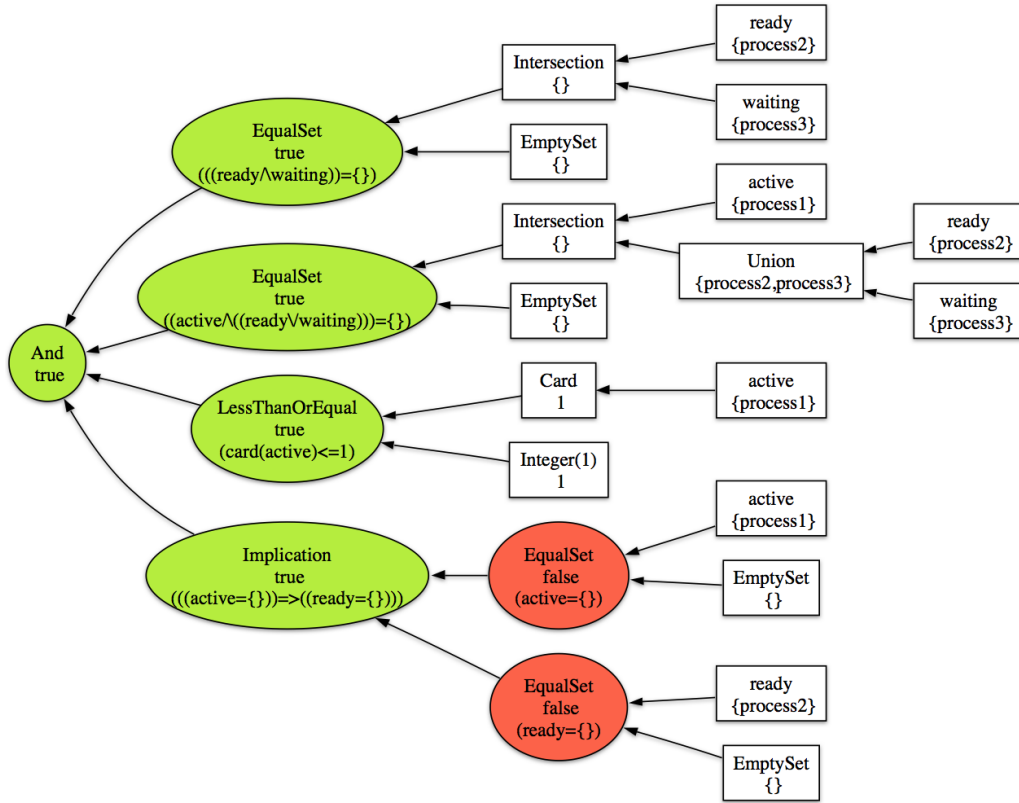 ready
{process2}
Intersection
{}
waiting
{process3}
EqualSet
true
(((ready/\waiting))={})
EmptySet
{}
active
{process1}
Intersection
{}
ready
{process2}
Union
{process2,process3}
EqualSet
true
((active/\((ready\/waiting)))={})
EmptySet
{}
waiting
{process3}
And
true
Card
1
active
{process1}
LessThanOrEqual
true
(card(active)<=1)
Integer(1)
1
active
{process1}
Implication
true
(((active={}))=>((ready={})))
EqualSet
false
(active={})
EmptySet
{}
EqualSet
false
(ready={})
ready
{process2}
EmptySet
{}